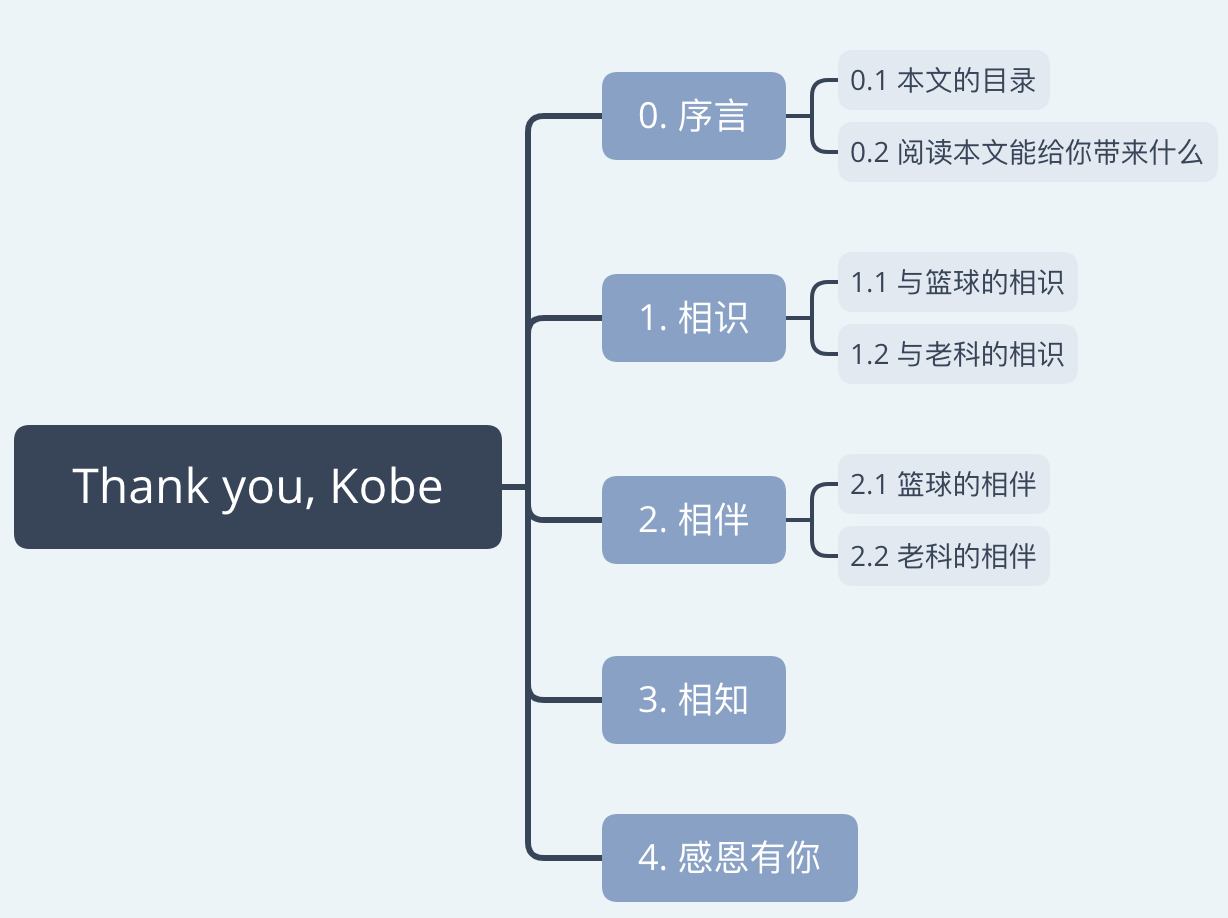 Thank you, Kobe
0. 序言
0.1 本文的目录
0.2 阅读本文能给你带来什么
1. 相识
1.1 与篮球的相识
1.2 与老科的相识
2. 相伴
2.1 篮球的相伴
2.2 老科的相伴
3. 相知
4. 感恩有你